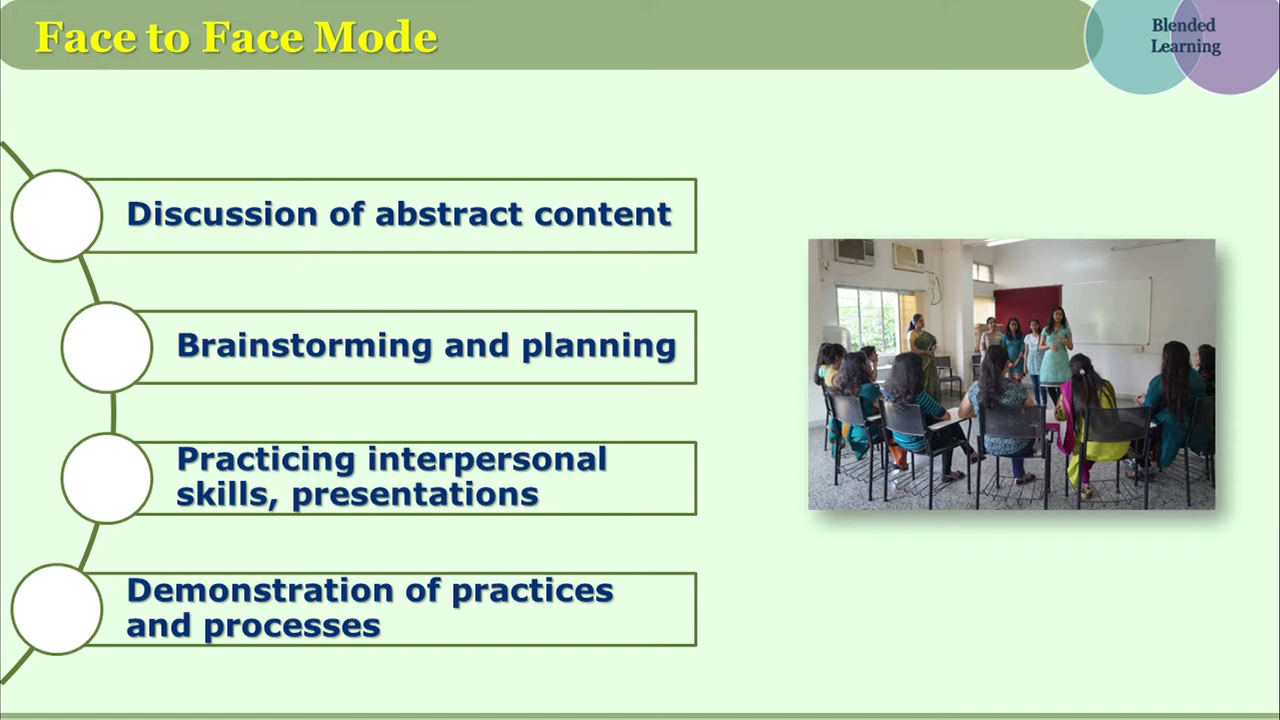 Face to Face Mode
Blended
Learning
Discussion of abstract content
Brainstorming and planning
Practicing interpersonal
skills, presentations
Demonstration of practices
and processes